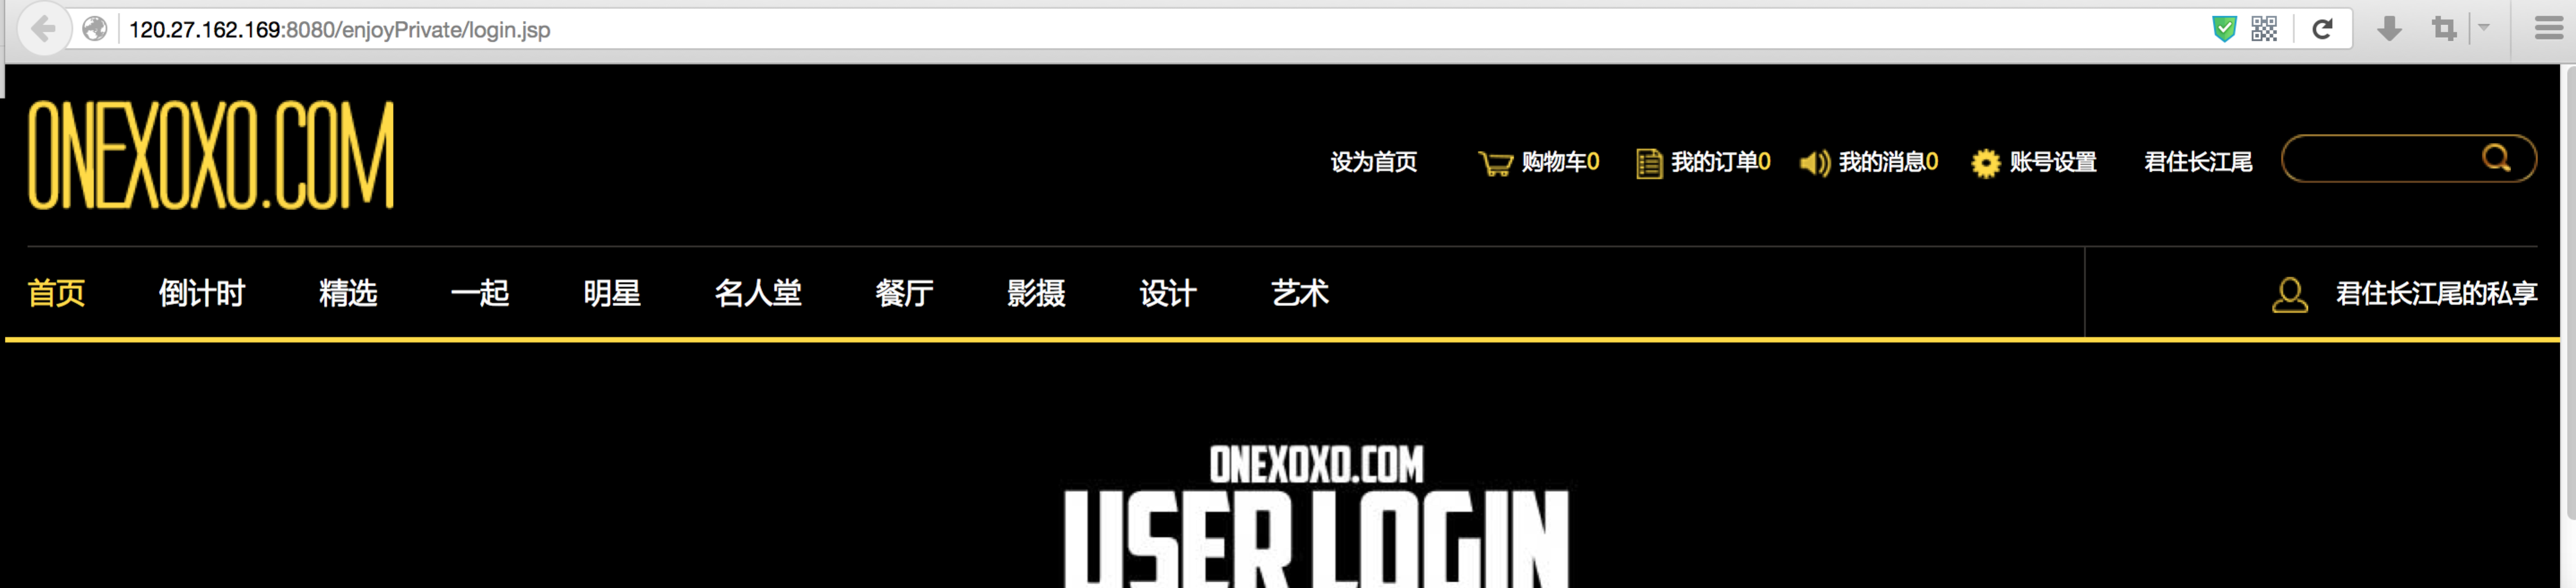 120.27.162.169:8080/enjoyPrivate/login.jsp
ONEXOXO.COM
设为首页 购物车0 我的订单0 我的消息0 账号设置 君住长江尾
首页 倒计时 精选 一起 明星 名人堂 餐厅 影摄 设计 艺术 君住长江尾的私享
ONEXOXO.COM
USER LOGIN